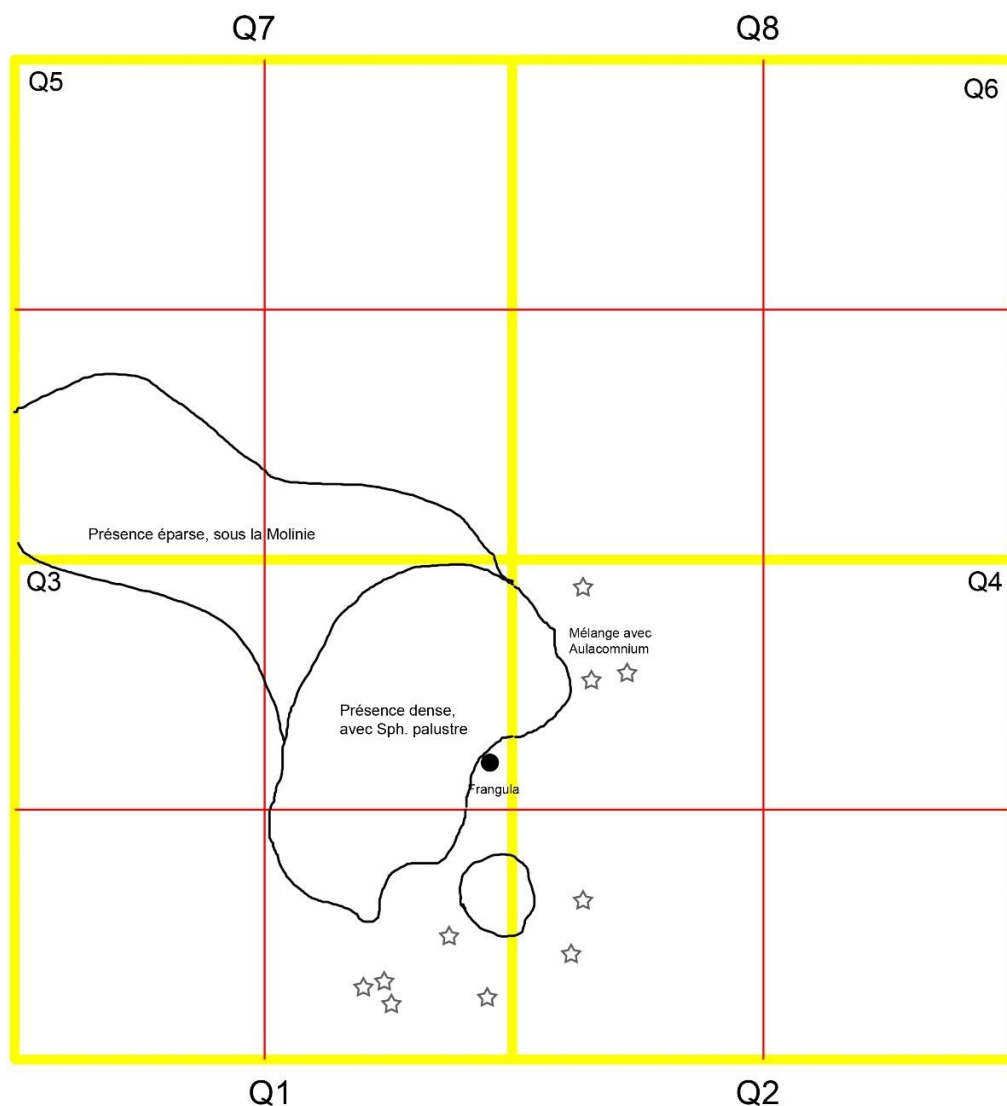 Q7
Q8
Q5
Q6
Présence éparse, sous la Molinie
Q3
Q4
Mélange avec
Aulacomnium
Présence dense,
avec Sph. palustre
Frangula
Q1
Q2